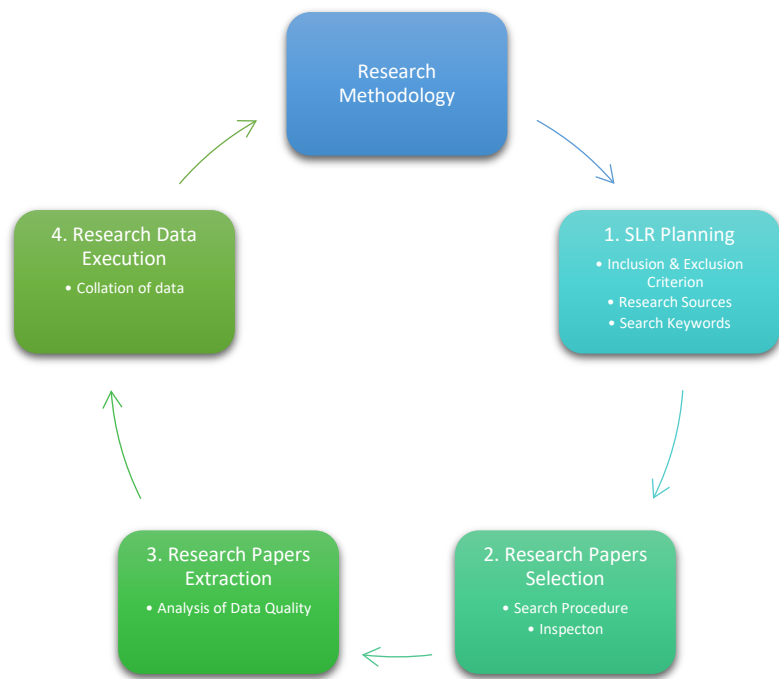 Research
Methodology
1. SLR Planning
• Inclusion & Exclusion
Criterion
• Research Sources
• Search Keywords
2. Research Papers
Selection
• Search Procedure
• Inspecton
3. Research Papers
Extraction
• Analysis of Data Quality
4. Research Data
Execution
• Collation of data